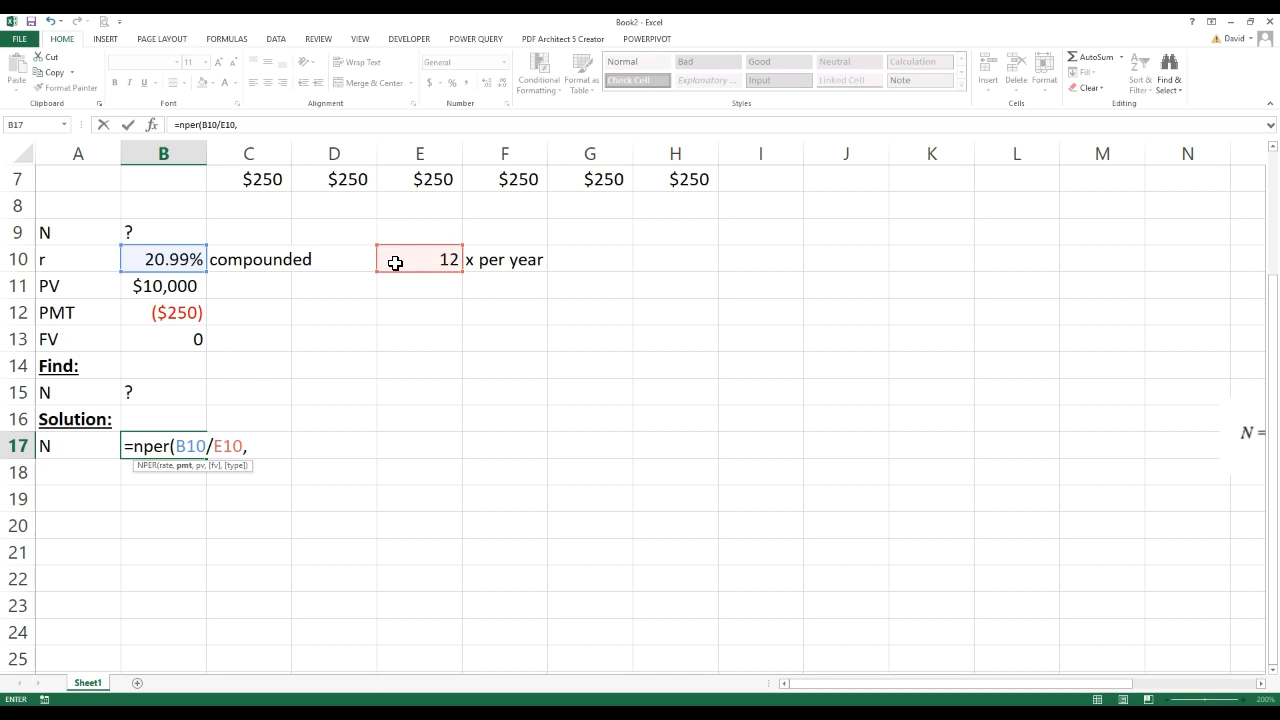 Book2 - Excel
FILE HOME INSERT PAGE LAYOUT FORMULAS DATA REVIEW VIEW DEVELOPER POWER QUERY PDF Architect 5 Creator POWERPIVOT David
Cut 11 Wrap Text General Normal Bad Good Neutral Calculation AutoSum
Paste Copy Conditional Formatting Format as Table Check Cell Explanatory ... Input Linked Cell Note Insert Delete Format Fill Sort & Filter Find & Select
Format Painter B I U Merge & Center $ % , Clear
Clipboard Font Alignment Number Styles Cells Editing
B17 fx =nper(B10/E10,
A B C D E F G H I J K L M N
7 $250 $250 $250 $250 $250 $250
8
9 N ?
10 r 20.99% compounded 12 x per year
11 PV $10,000
12 PMT ($250)
13 FV 0
14 Find:
15 N ?
16 Solution:
17 N =nper(B10/E10, N =
NPER(rate, pmt, pv, [fv], [type])
18
19
20
21
22
23
24
25
Sheet1
ENTER 200%